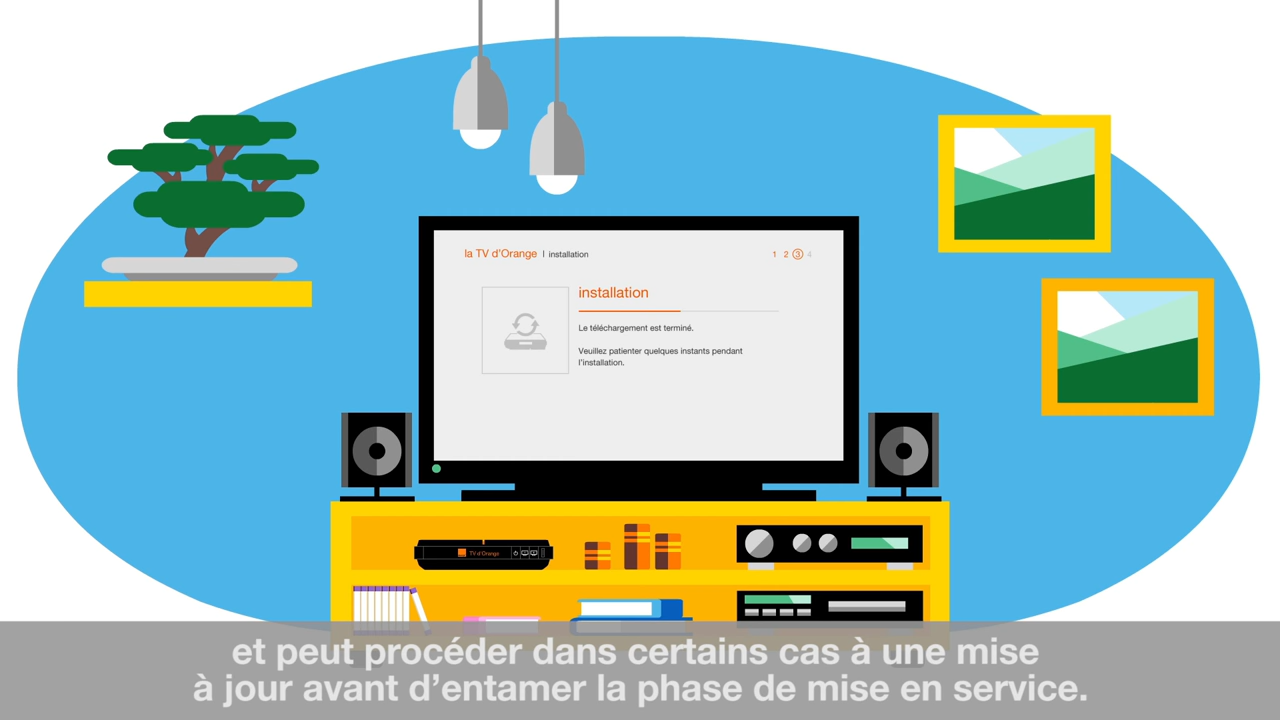 la TV d'Orange | installation
1 2 3 4
installation
Le téléchargement est terminé.
Veuillez patienter quelques instants pendant
l'installation.
TV d'Orange
et peut procéder dans certains cas à une mise
à jour avant d'entamer la phase de mise en service.